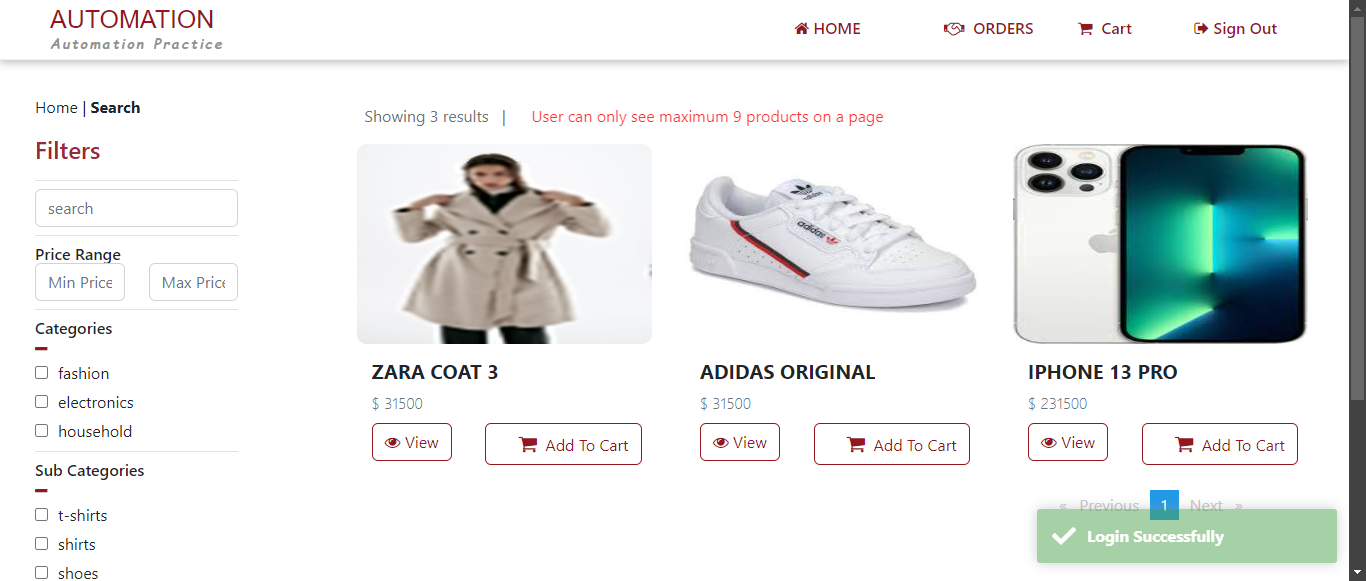 AUTOMATION
Automation Practice
HOME ORDERS Cart Sign Out
Home | Search
Showing 3 results | User can only see maximum 9 products on a page
Filters
search
Price Range
Min Price Max Price
Categories
fashion
electronics
household
Sub Categories
t-shirts
shirts
shoes
adidas
ZARA COAT 3
$ 31500
View Add To Cart
ADIDAS ORIGINAL
$ 31500
View Add To Cart
IPHONE 13 PRO
$ 231500
View Add To Cart
« Previous 1 Next »
Login Successfully